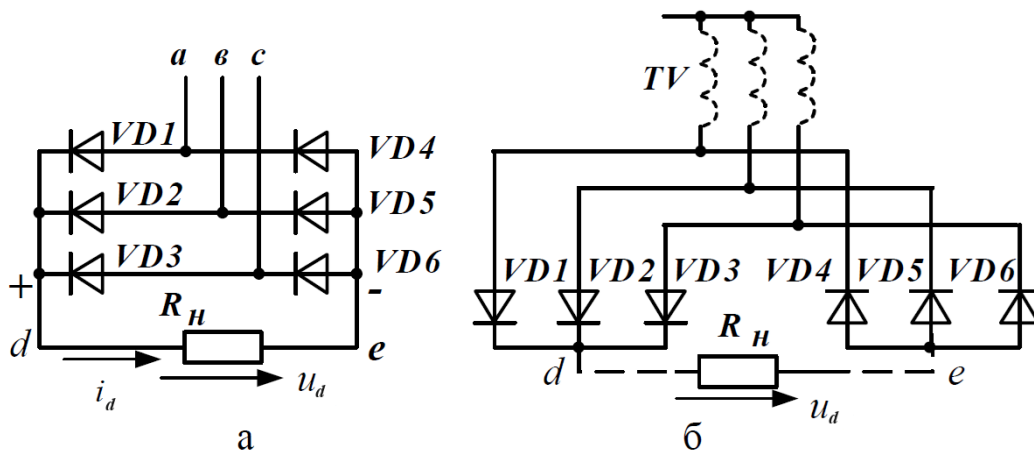 а в с
TV
VD1 VD4
VD2 VD5
VD3 VD6
+ -
R н
d e
i d u d
VD1 VD2 VD3 VD4 VD5 VD6
R н
d e
u d
а б